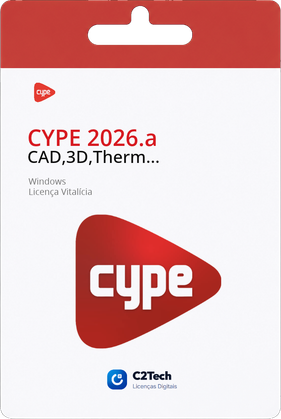 cype
CYPE 2026.a
CAD,3D,Therm...
Windows
Licença Vitalícia
cype
C2Tech
Licenças Digitais